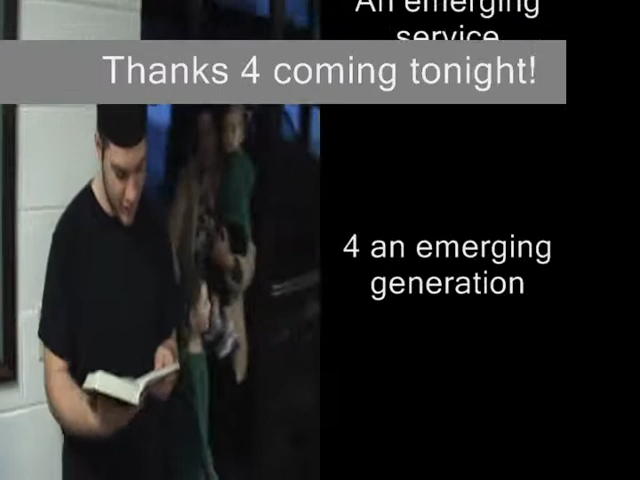 An emerging
service
Thanks 4 coming tonight!
4 an emerging
generation